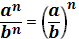 aⁿ/bⁿ = (a/b)ⁿ